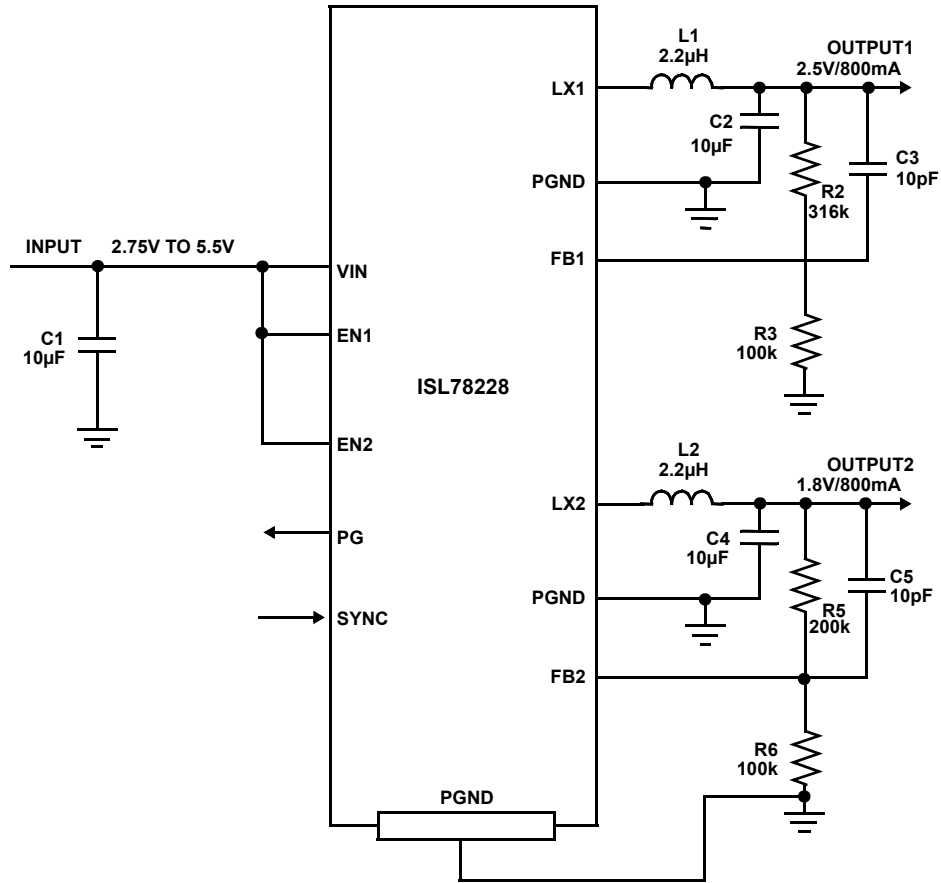 L1
2.2µH
OUTPUT1
2.5V/800mA
LX1
C2
10µF
C3
10pF
PGND
R2
316k
INPUT 2.75V TO 5.5V
FB1
VIN
C1
10µF
EN1
R3
100k
ISL78228
EN2
L2
2.2µH
OUTPUT2
1.8V/800mA
LX2
PG
C4
10µF
C5
10pF
PGND
R5
200k
SYNC
FB2
R6
100k
PGND